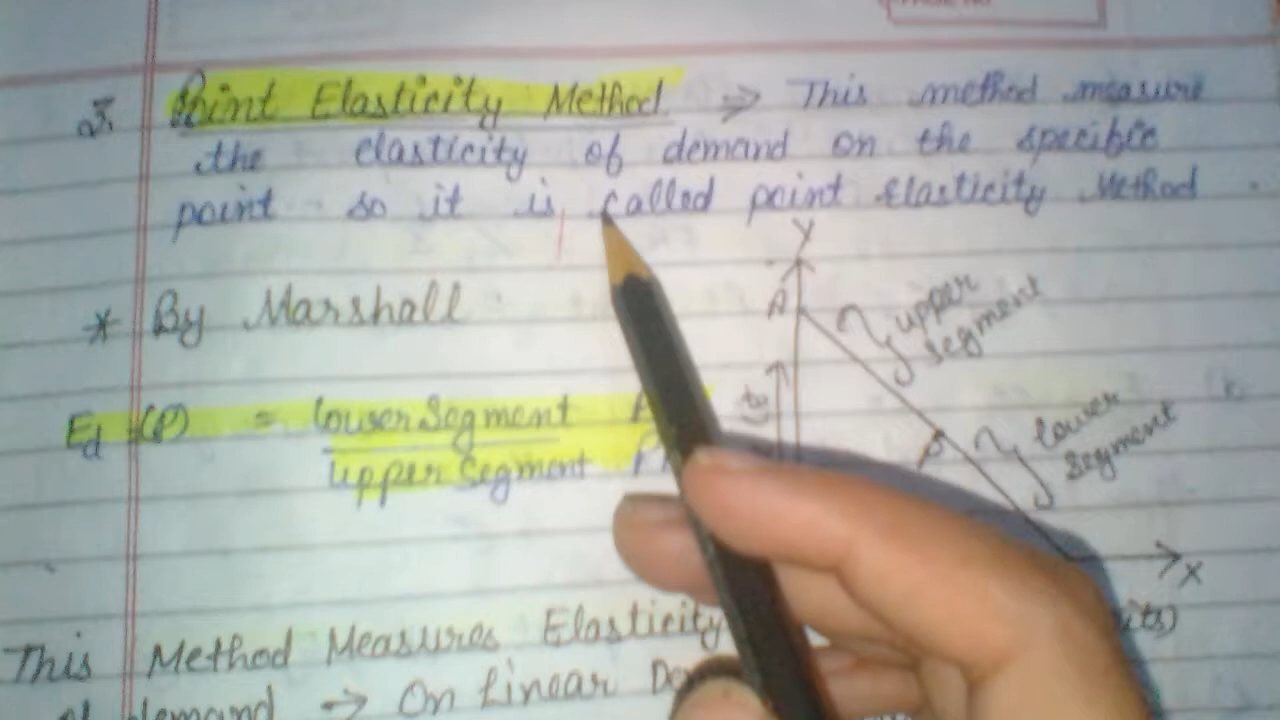 3. Point Elasticity Method ⇒ This method measure
the elasticity of demand on the specific
point so it is called point Elasticity Method
* By Marshall
Ed (P) = lower Segment
upper Segment
Y
A
upper
segment
P
lower
segment
X
This Method Measures Elasticity
of demand → On Linear